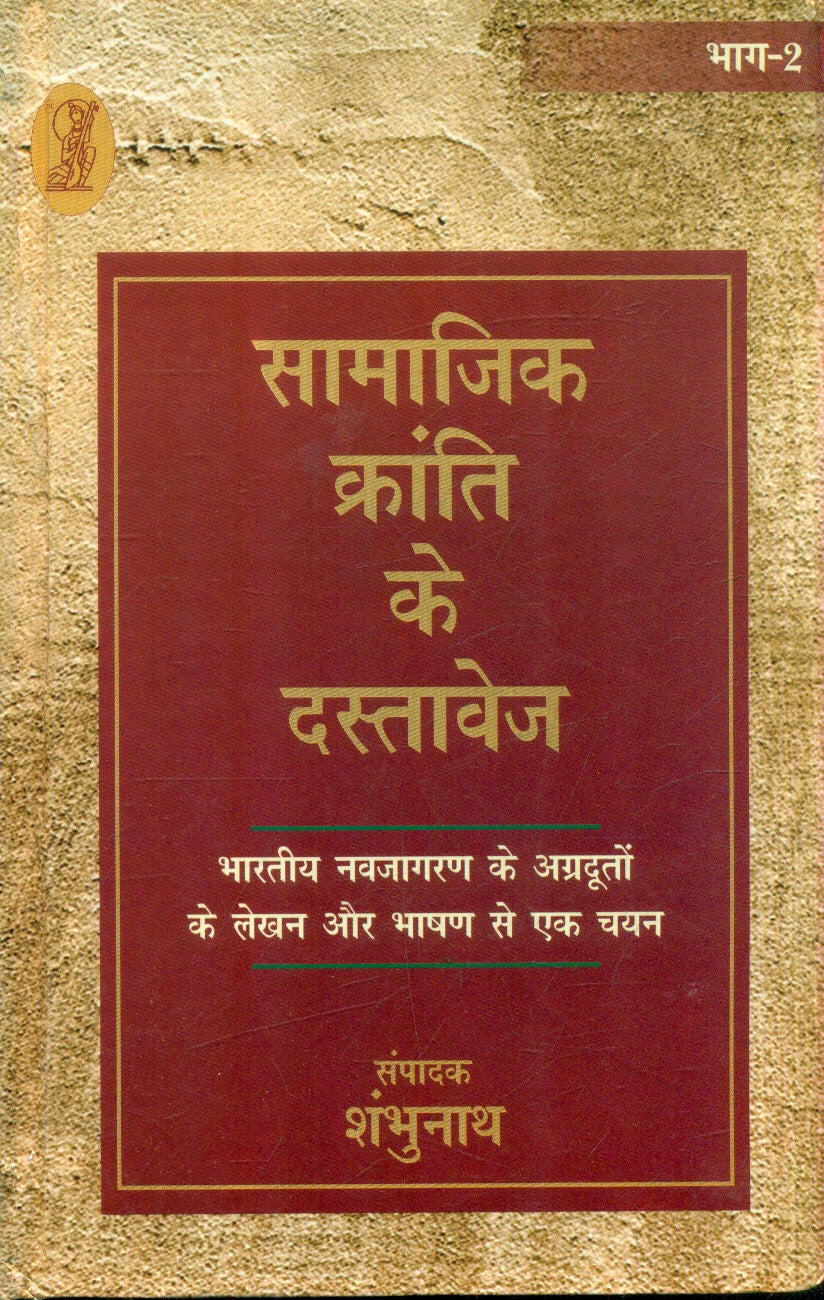 भाग-2
सामाजिक
क्रांति
के
दस्तावेज
भारतीय नवजागरण के अग्रदूतों
के लेखन और भाषण से एक चयन
संपादक
शंभुनाथ